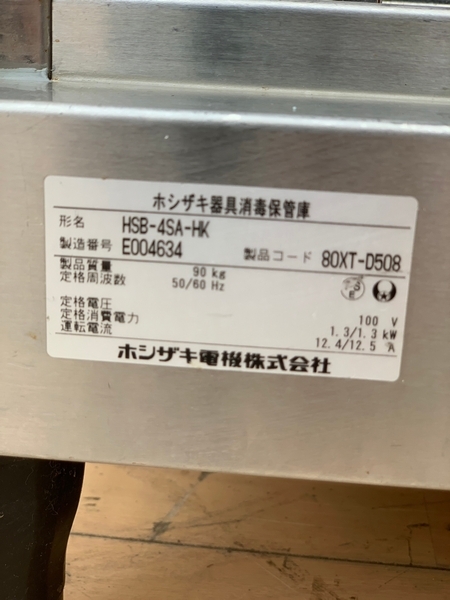 ホシザキ器具消毒保管庫
形名 HSB-4SA-HK
製造番号 E004634 製品コード 80XT-D508
製品質量 90 kg
定格周波数 50/60 Hz
定格電圧 100 V
定格消費電力 1.3/1.3 kW
運転電流 12.4/12.5 A
ホシザキ電機株式会社